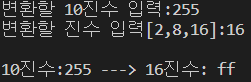 변환할 10진수 입력:255
변환할 진수 입력[2,8,16]:16
10진수:255 ---> 16진수: ff